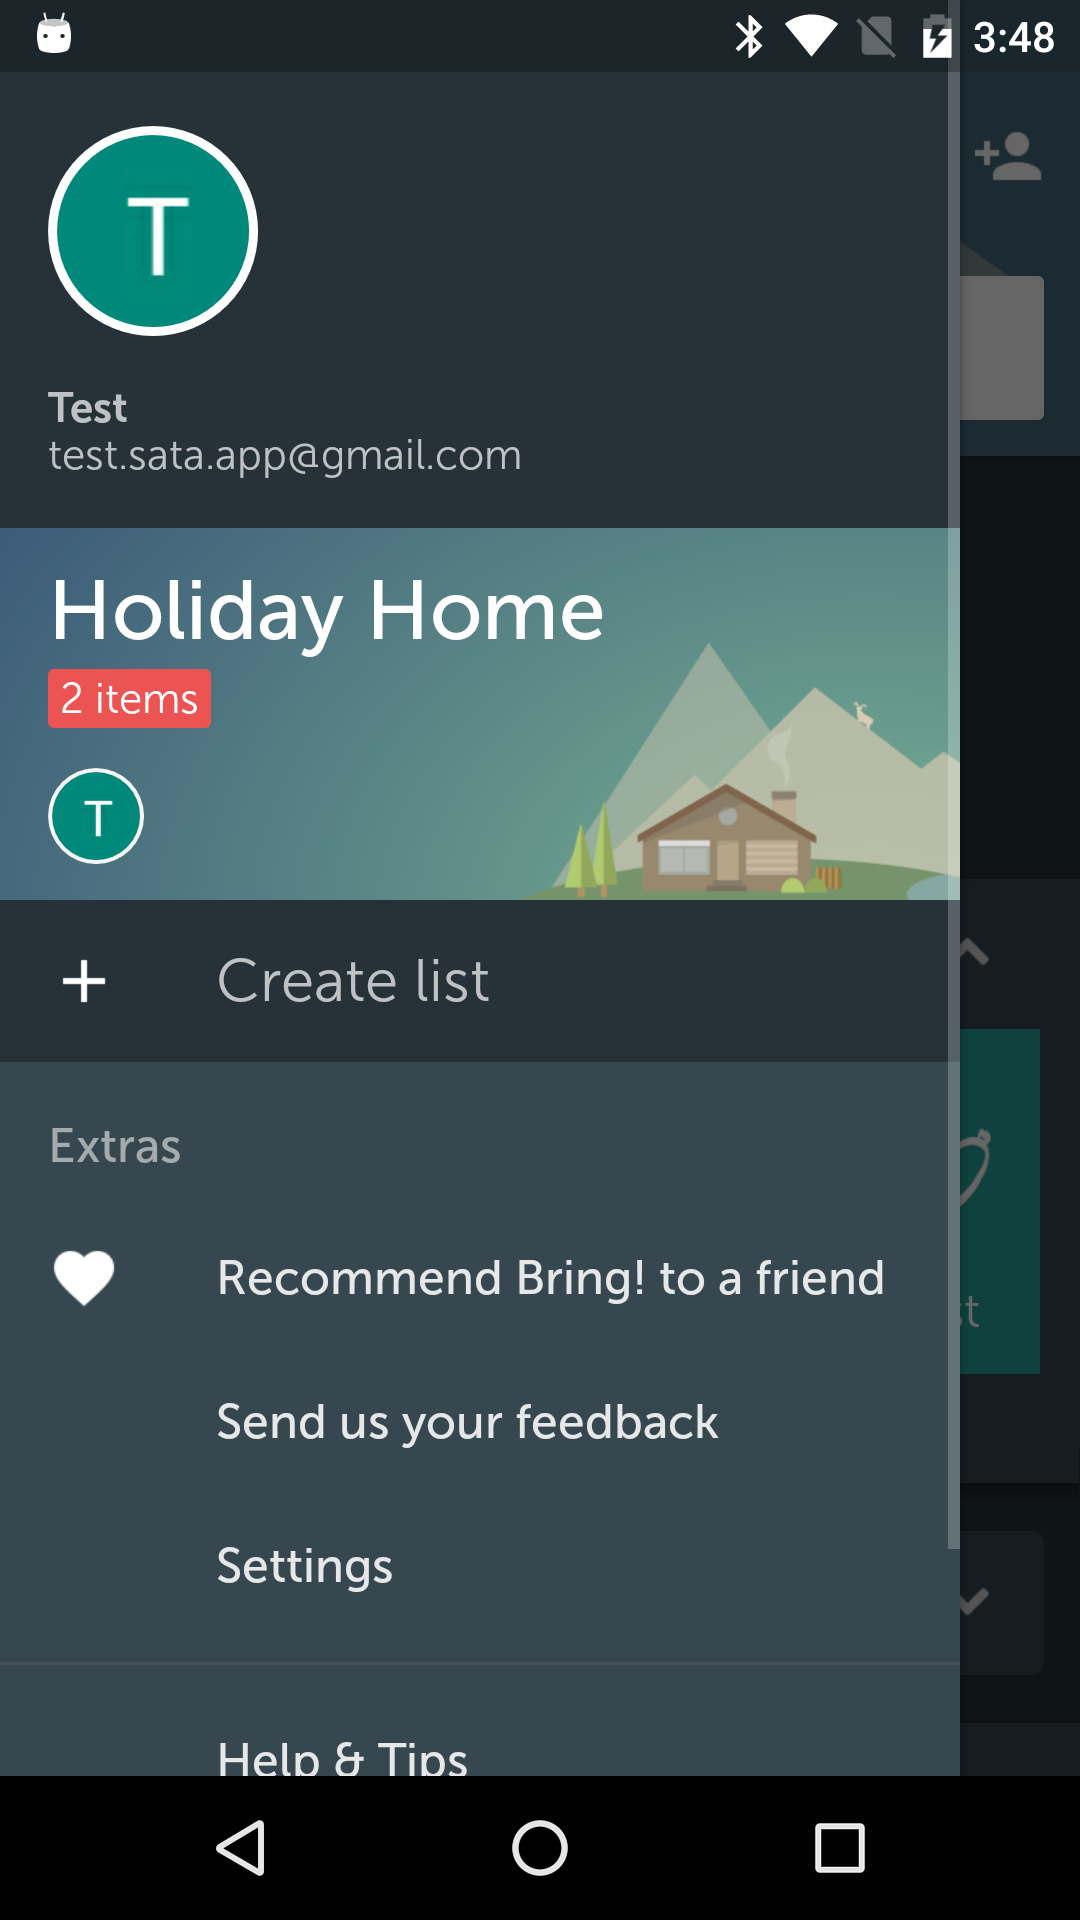 3:48
T
Test
test.sata.app@gmail.com
Holiday Home
2 items
T
Create list
Extras
Recommend Bring! to a friend
Send us your feedback
Settings
Help & Tips